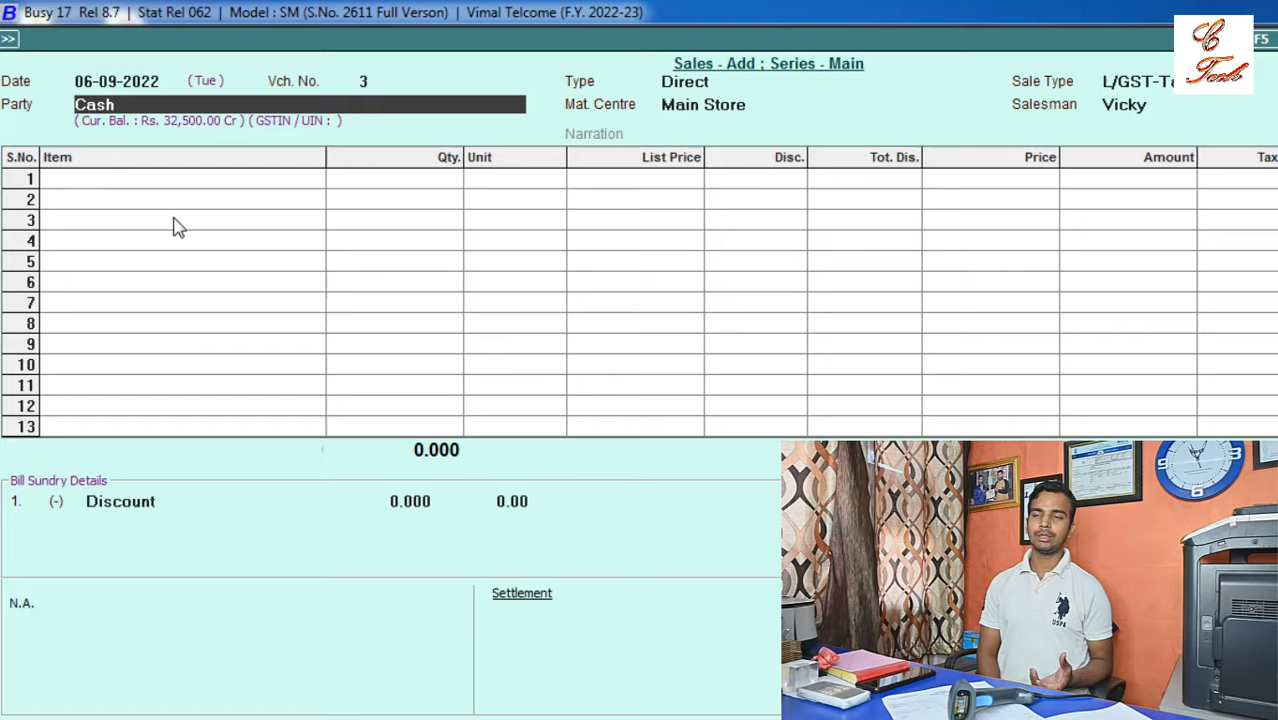 B Busy 17 Rel 8.7 | Stat Rel 062 | Model : SM (S.No. 2611 Full Verson) | Vimal Telcome (F.Y. 2022-23)
>> F5
C Tech
Sales - Add ; Series - Main
Date 06-09-2022 ( Tue ) Vch. No. 3 Type Direct Sale Type L/GST-Ta
Party Cash Mat. Centre Main Store Salesman Vicky
( Cur. Bal. : Rs. 32,500.00 Cr ) ( GSTIN / UIN : )
Narration
S.No. Item Qty. Unit List Price Disc. Tot. Dis. Price Amount Tax
1
2
3
4
5
6
7
8
9
10
11
12
13
0.000
Bill Sundry Details
1. (-) Discount 0.000 0.00
N.A.
Settlement
USPA